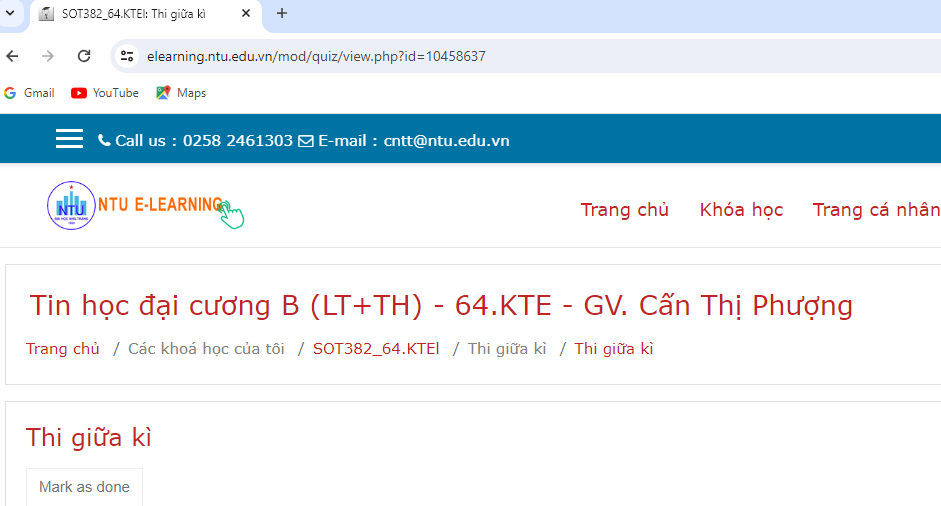 SOT382_64.KTEl: Thi giữa kì
elearning.ntu.edu.vn/mod/quiz/view.php?id=10458637
Gmail YouTube Maps
Call us : 0258 2461303 E-mail : cntt@ntu.edu.vn
NTU NTU E-LEARNING
Trang chủ Khóa học Trang cá nhân
Tin học đại cương B (LT+TH) - 64.KTE - GV. Cấn Thị Phượng
Trang chủ / Các khoá học của tôi / SOT382_64.KTEl / Thi giữa kì / Thi giữa kì
Thi giữa kì
Mark as done